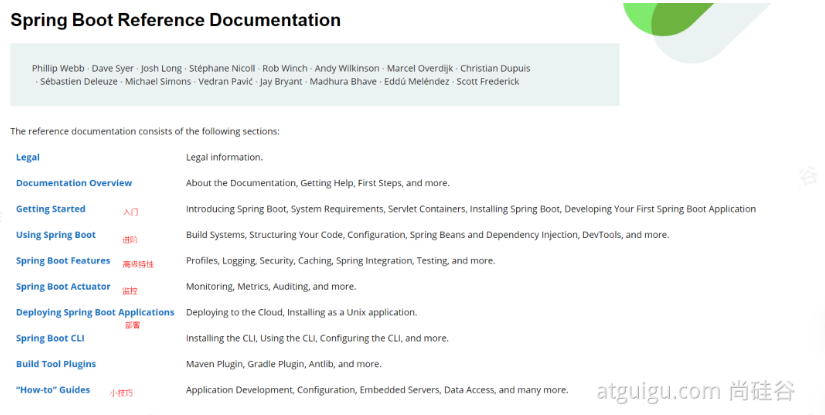 Spring Boot Reference Documentation
Phillip Webb · Dave Syer · Josh Long · Stéphane Nicoll · Rob Winch · Andy Wilkinson · Marcel Overdijk · Christian Dupuis
· Sébastien Deleuze · Michael Simons · Vedran Pavić · Jay Bryant · Madhura Bhave · Eddú Meléndez · Scott Frederick
The reference documentation consists of the following sections:
Legal Legal information.
Documentation Overview About the Documentation, Getting Help, First Steps, and more.
Getting Started 入门 Introducing Spring Boot, System Requirements, Servlet Containers, Installing Spring Boot, Developing Your First Spring Boot Application
Using Spring Boot 进阶 Build Systems, Structuring Your Code, Configuration, Spring Beans and Dependency Injection, DevTools, and more.
Spring Boot Features 高级特性 Profiles, Logging, Security, Caching, Spring Integration, Testing, and more.
Spring Boot Actuator 监控 Monitoring, Metrics, Auditing, and more.
Deploying Spring Boot Applications Deploying to the Cloud, Installing as a Unix application.
部署
Spring Boot CLI Installing the CLI, Using the CLI, Configuring the CLI, and more.
Build Tool Plugins Maven Plugin, Gradle Plugin, Antlib, and more.
“How-to” Guides 小技巧 Application Development, Configuration, Embedded Servers, Data Access, and many more.
atguigu.com 尚硅谷
谷